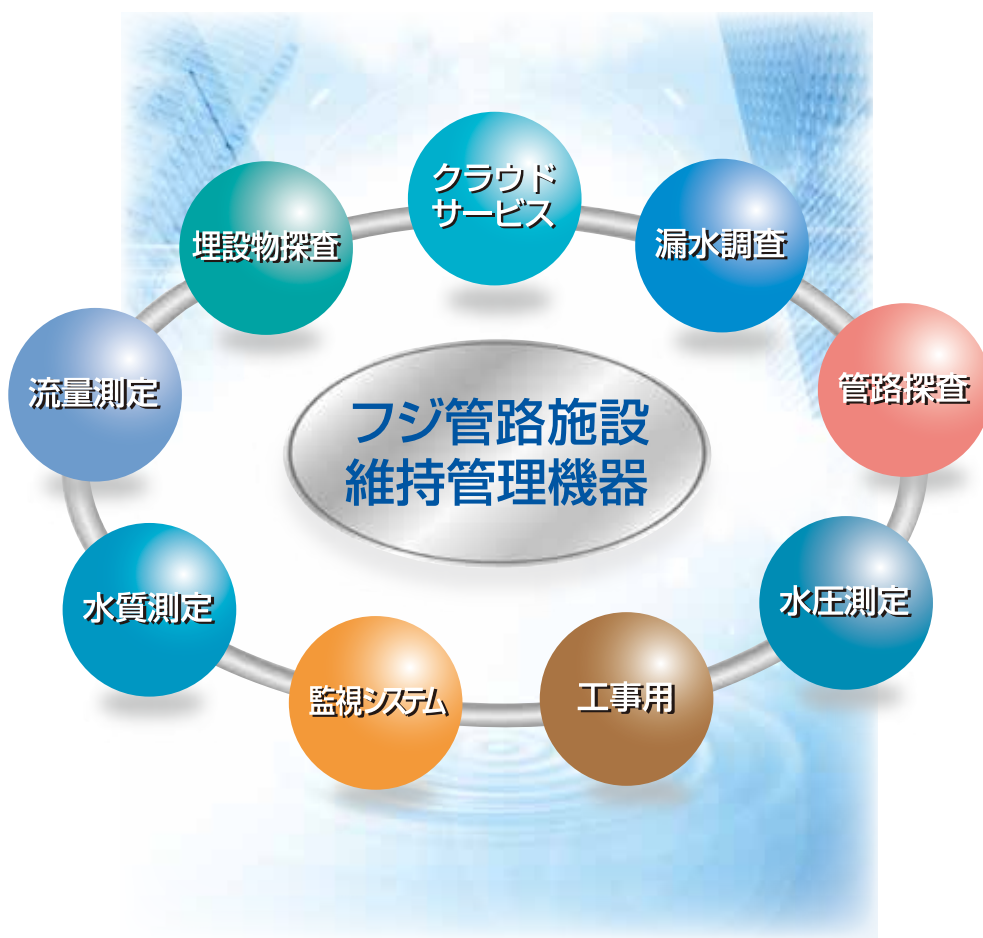 クラウド
サービス
埋設物探査
漏水調査
流量測定
管路探査
フジ管路施設
維持管理機器
水質測定
水圧測定
監視システム
工事用